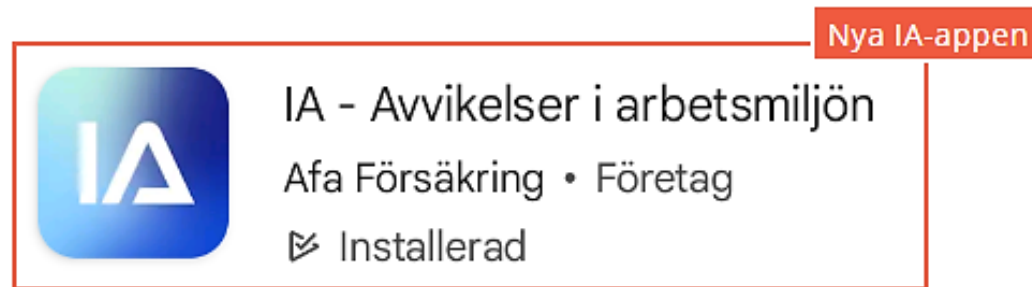 Nya IA-appen
IA
IA - Avvikelser i arbetsmiljön
Afa Försäkring • Företag
Installerad